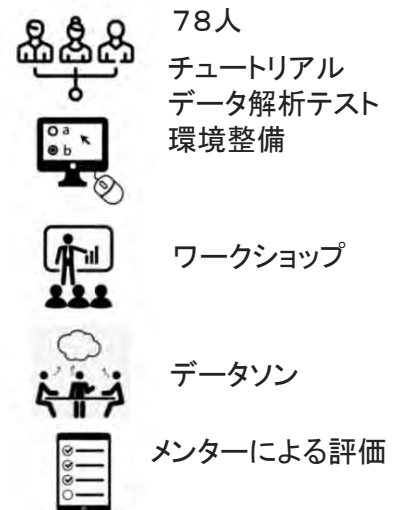 78人
チュートリアル
データ解析テスト
環境整備
a
b
ワークショップ
データソン
メンターによる評価